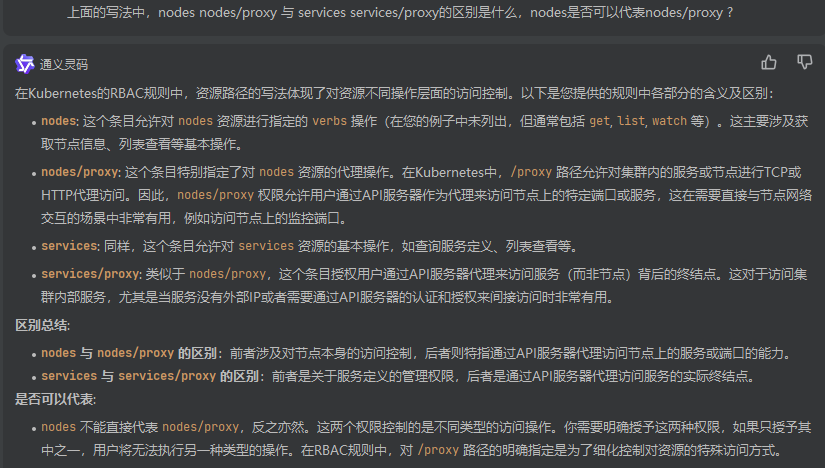 上面的写法中，nodes nodes/proxy 与 services services/proxy的区别是什么，nodes是否可以代表nodes/proxy ?
通义灵码
在Kubernetes的RBAC规则中，资源路径的写法体现了对资源不同操作层面的访问控制。以下是您提供的规则中各部分的含义及区别：
• nodes: 这个条目允许对 nodes 资源进行指定的 verbs 操作（在您的例子中未列出，但通常包括 get, list, watch 等）。这主要涉及获
取节点信息、列表查看等基本操作。
• nodes/proxy: 这个条目特别指定了对 nodes 资源的代理操作。在Kubernetes中，/proxy 路径允许对集群内的服务或节点进行TCP或
HTTP代理访问。因此，nodes/proxy 权限允许用户通过API服务器作为代理来访问节点上的特定端口或服务，这在需要直接与节点网络
交互的场景中非常有用，例如访问节点上的监控端口。
• services: 同样，这个条目允许对 services 资源的基本操作，如查询服务定义、列表查看等。
• services/proxy: 类似于 nodes/proxy，这个条目授权用户通过API服务器代理来访问服务（而非节点）背后的终结点。这对于访问集
群内部服务，尤其是当服务没有外部IP或者需要通过API服务器的认证和授权来间接访问时非常有用。
区别总结:
• nodes 与 nodes/proxy 的区别：前者涉及对节点本身的访问控制，后者则特指通过API服务器代理访问节点上的服务或端口的能力。
• services 与 services/proxy 的区别：前者是关于服务定义的管理权限，后者是通过API服务器代理访问服务的实际终结点。
是否可以代表:
• nodes 不能直接代表 nodes/proxy，反之亦然。这两个权限控制的是不同类型的访问操作。你需要明确授予这两种权限，如果只授予其
中之一，用户将无法执行另一种类型的操作。在RBAC规则中，对 /proxy 路径的明确指定是为了细化控制对资源的特殊访问方式。